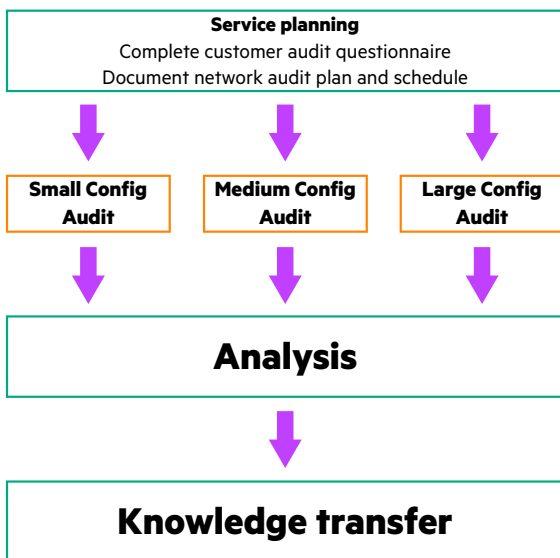 Service planning
Complete customer audit questionnaire
Document network audit plan and schedule
Small Config Medium Config Large Config
Audit Audit Audit
Analysis
Knowledge transfer